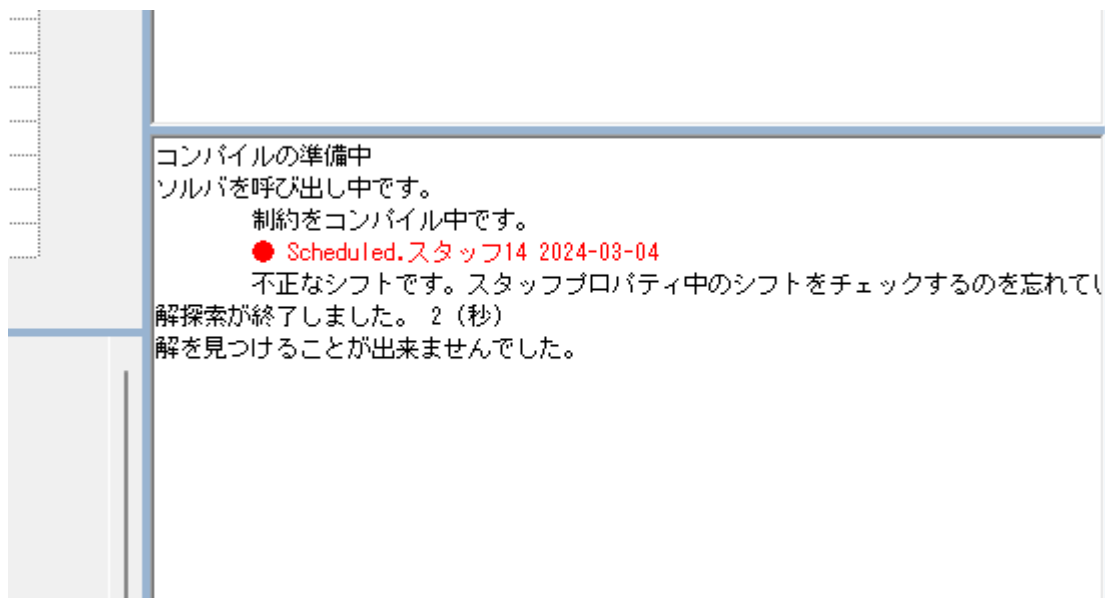 コンパイルの準備中
ソルバを呼び出し中です。
制約をコンパイル中です。
● Scheduled.スタッフ14 2024-03-04
不正なシフトです。スタッフプロパティ中のシフトをチェックするのを忘れてい
解探索が終了しました。 2（秒）
解を見つけることが出来ませんでした。